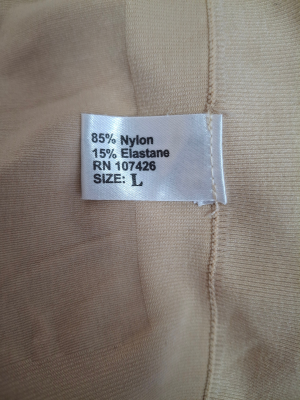 85% Nylon
15% Elastane
RN 107426
SIZE: L